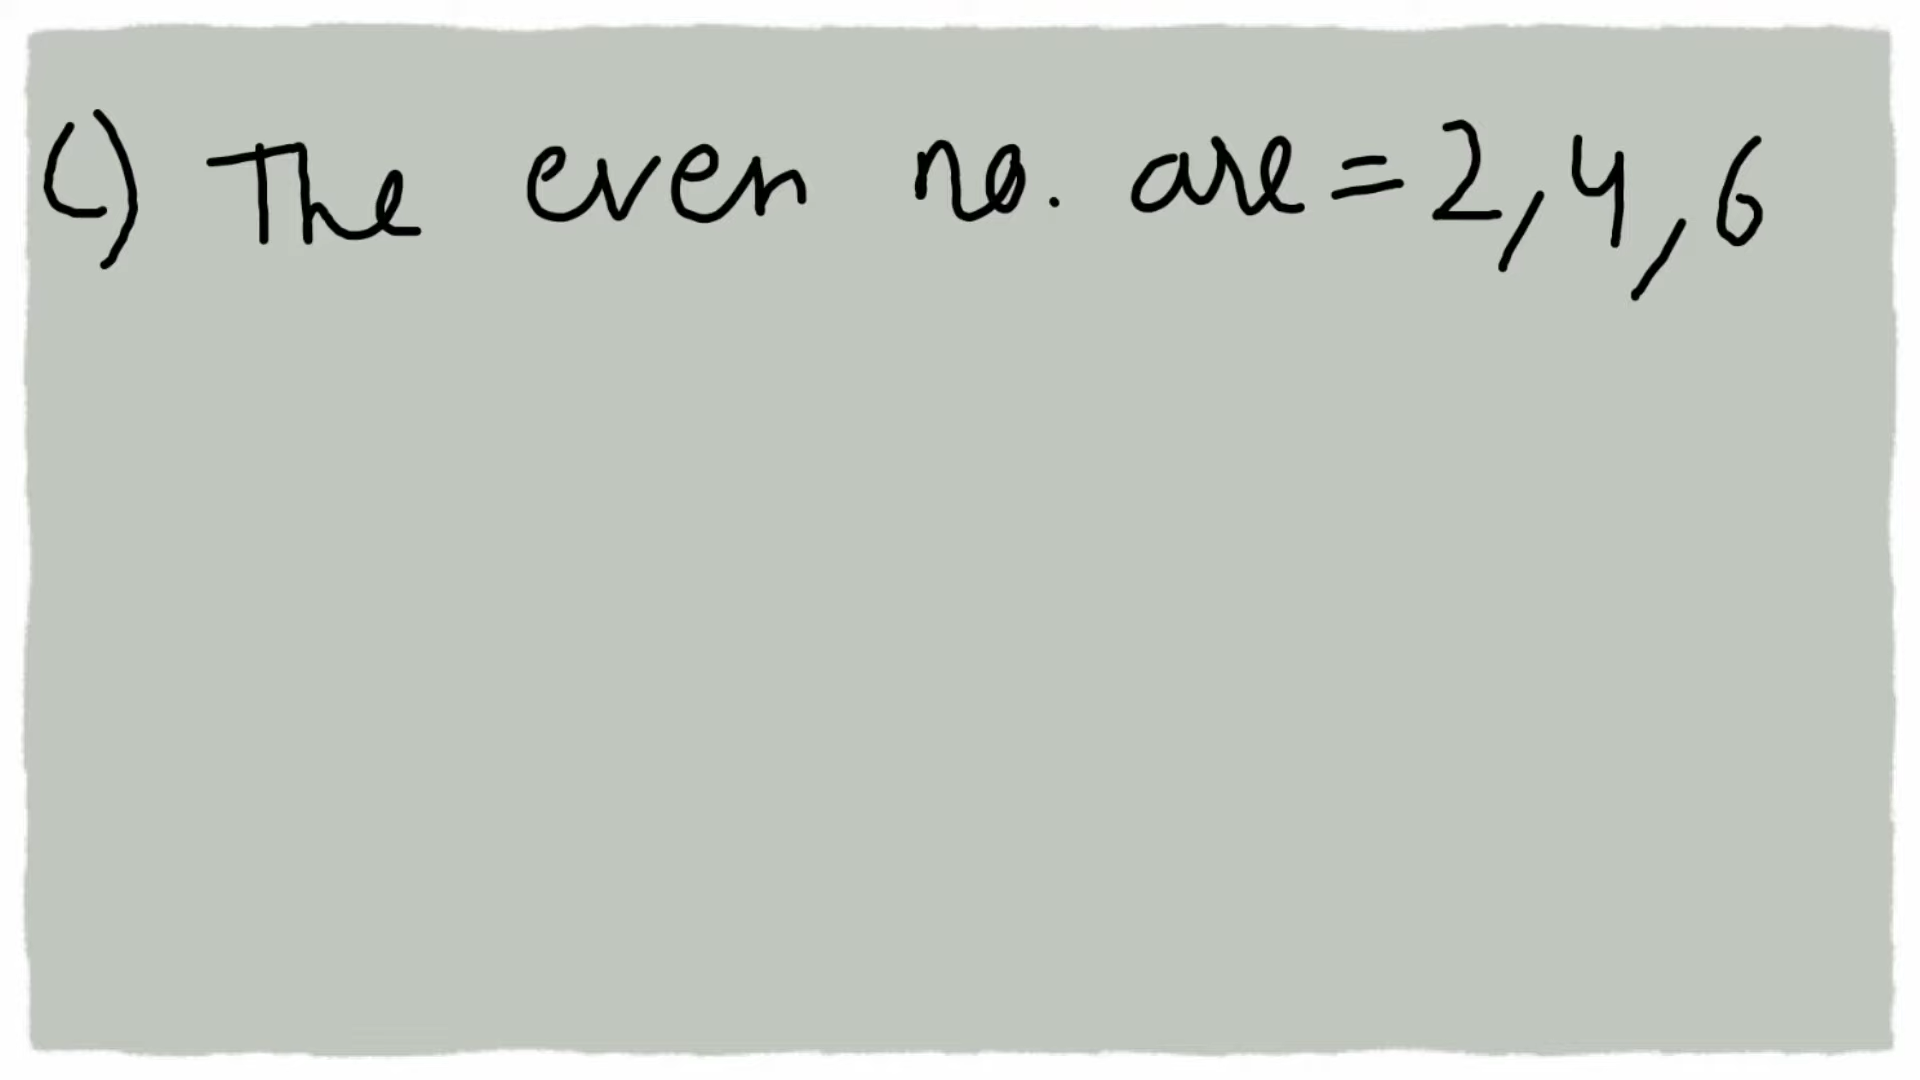 c) The even no. are = 2, 4, 6